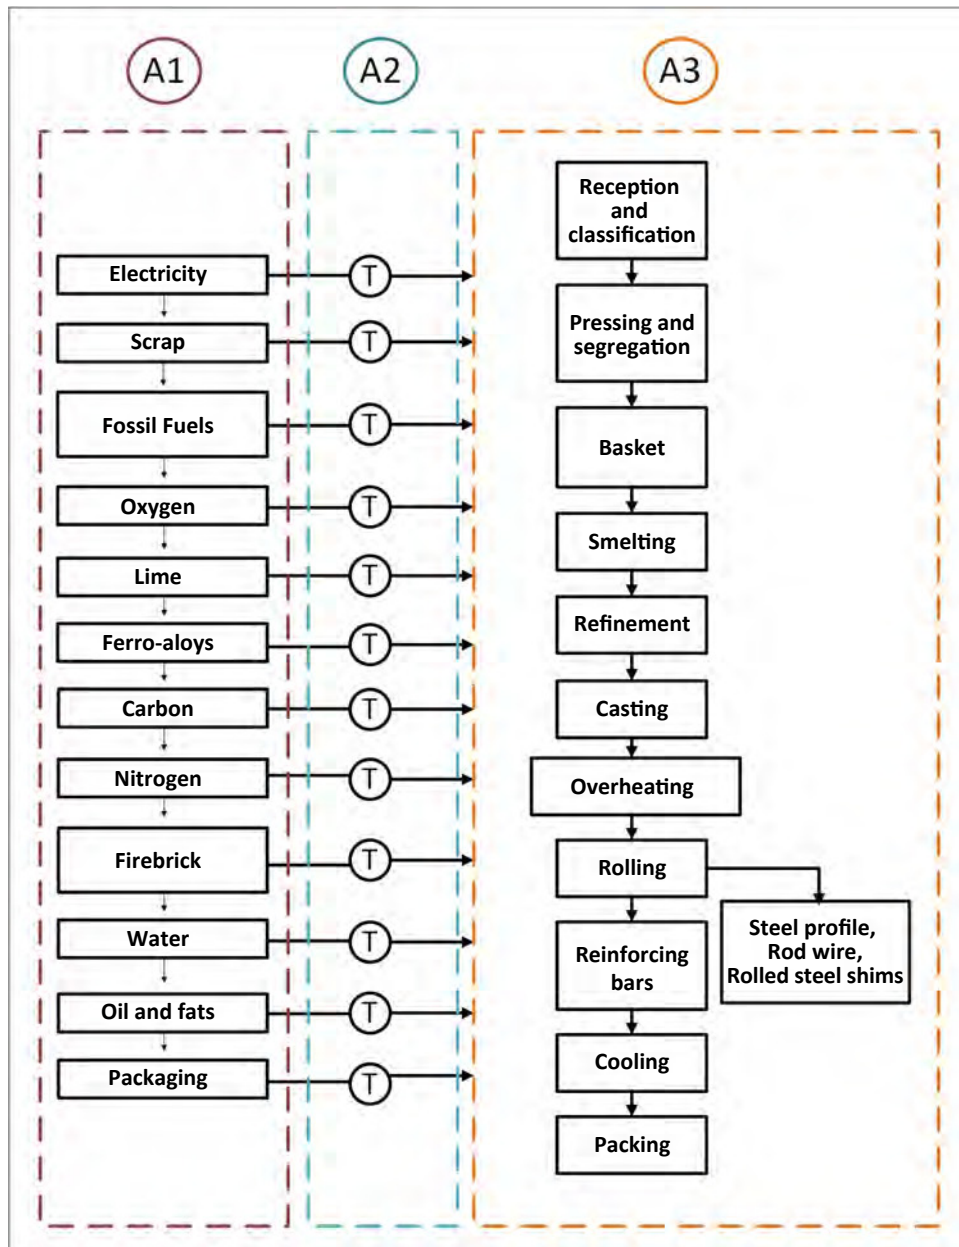 A1
A2
A3
Electricity
T
Scrap
T
Fossil Fuels
T
Oxygen
T
Lime
T
Ferro-aloys
T
Carbon
T
Nitrogen
T
Firebrick
T
Water
T
Oil and fats
T
Packaging
T
Reception
and
classification
Pressing and
segregation
Basket
Smelting
Refinement
Casting
Overheating
Rolling
Steel profile,
Rod wire,
Rolled steel shims
Reinforcing
bars
Cooling
Packing